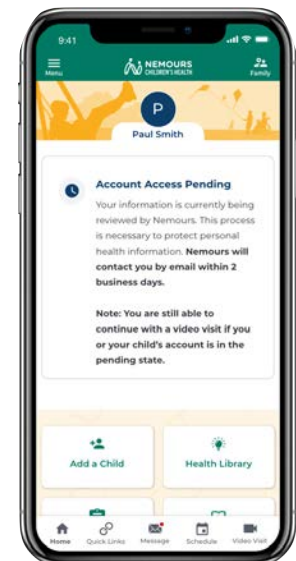 9:41
NEMOURS
CHILDREN'S HEALTH
Menu
Family
P
Paul Smith
Account Access Pending
Your information is currently being
reviewed by Nemours. This process
is necessary to protect personal
health information. Nemours will
contact you by email within 2
business days.
Note: You are still able to
continue with a video visit if you
or your child's account is in the
pending state.
Add a Child
Health Library
Home
Quick Links
Message
Schedule
Video Visit